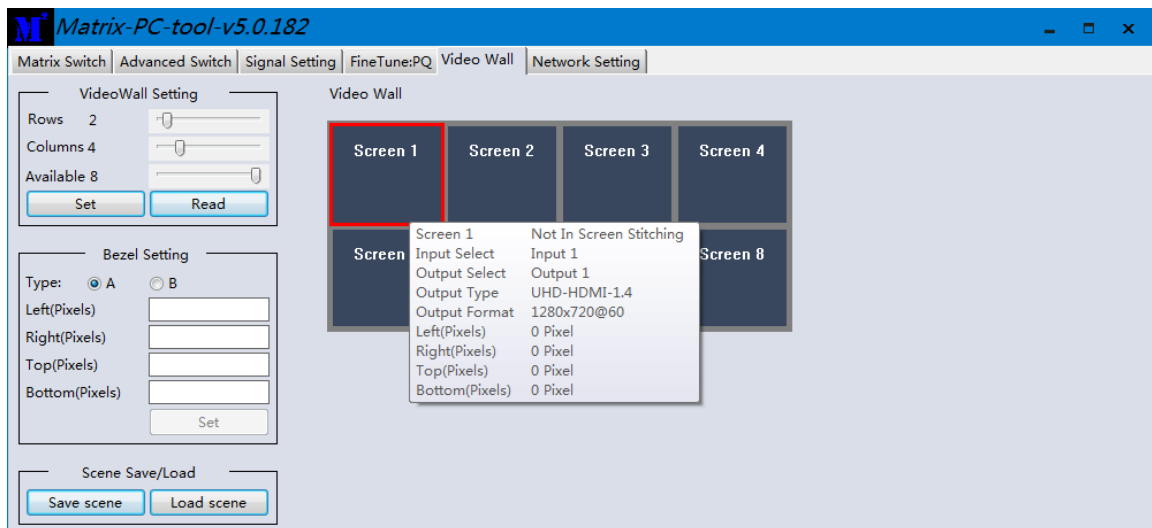 M²
Matrix-PC-tool-v5.0.182
Matrix Switch Advanced Switch Signal Setting FineTune:PQ Video Wall Network Setting
VideoWall Setting
Rows 2
Columns 4
Available 8
Set Read
Bezel Setting
Type: A B
Left(Pixels)
Right(Pixels)
Top(Pixels)
Bottom(Pixels)
Set
Scene Save/Load
Save scene Load scene
Video Wall
Screen 1 Screen 2 Screen 3 Screen 4
Screen Screen 8
Screen 1 Not In Screen Stitching
Input Select Input 1
Output Select Output 1
Output Type UHD-HDMI-1.4
Output Format 1280x720@60
Left(Pixels) 0 Pixel
Right(Pixels) 0 Pixel
Top(Pixels) 0 Pixel
Bottom(Pixels) 0 Pixel